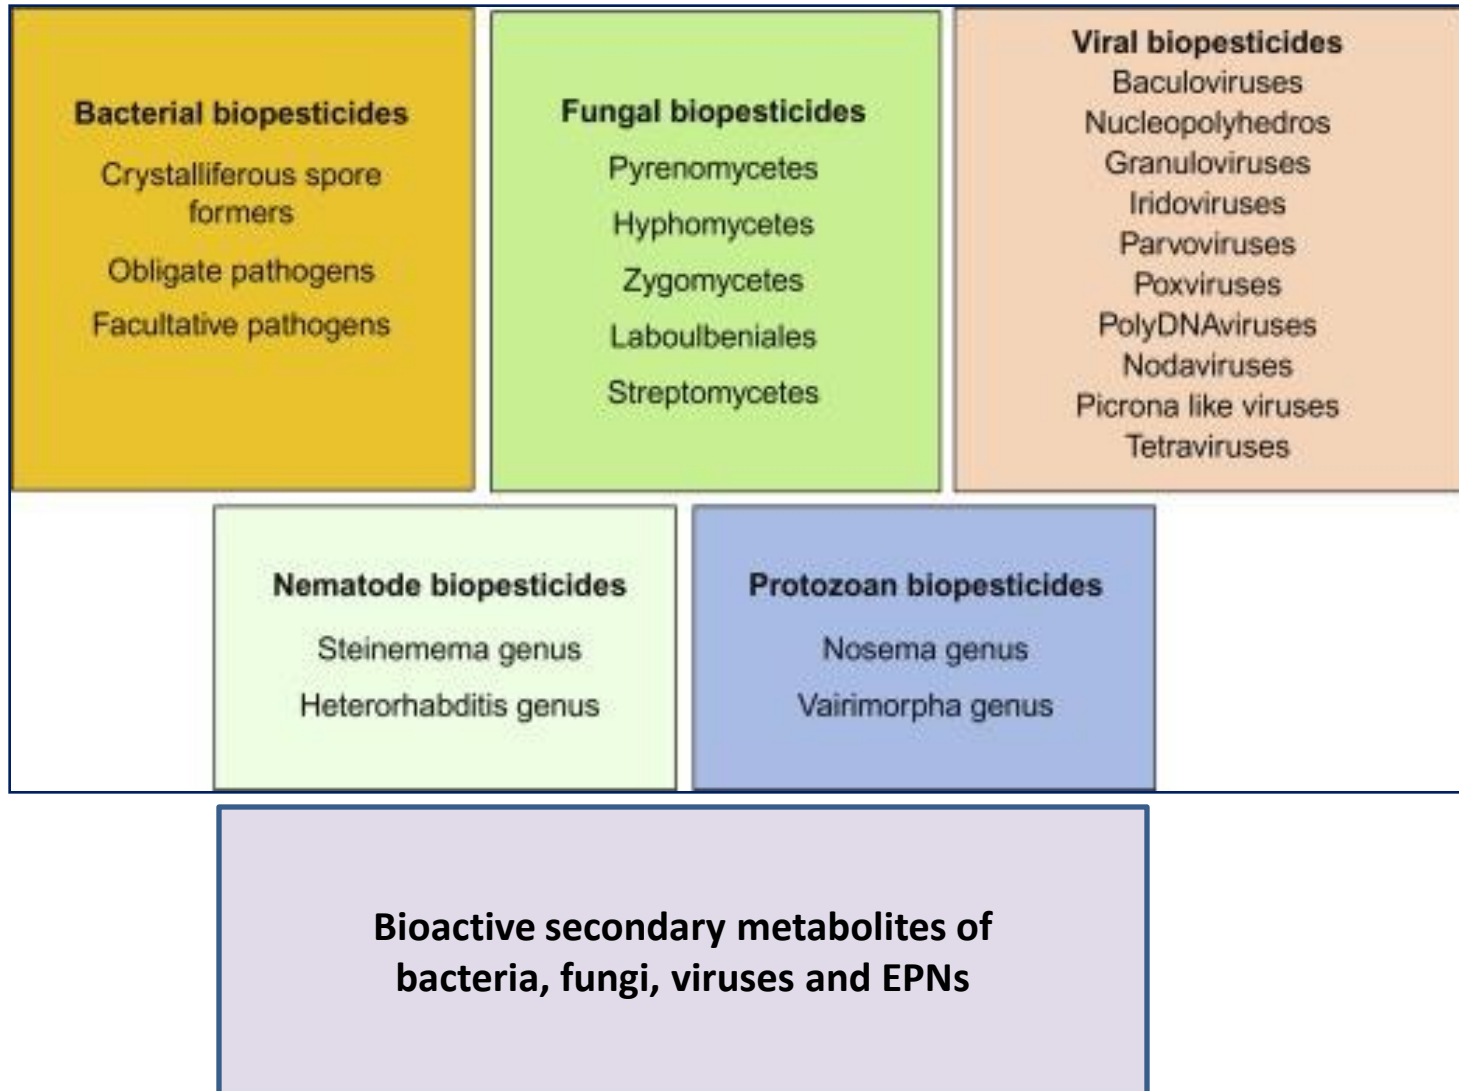 Bacterial biopesticides
Crystalliferous spore
formers
Obligate pathogens
Facultative pathogens
Fungal biopesticides
Pyrenomycetes
Hyphomycetes
Zygomycetes
Laboulbeniales
Streptomycetes
Viral biopesticides
Baculoviruses
Nucleopolyhedros
Granuloviruses
Iridoviruses
Parvoviruses
Poxviruses
PolyDNAviruses
Nodaviruses
Picrona like viruses
Tetraviruses
Nematode biopesticides
Steinemema genus
Heterorhabditis genus
Protozoan biopesticides
Nosema genus
Vairimorpha genus
Bioactive secondary metabolites of
bacteria, fungi, viruses and EPNs